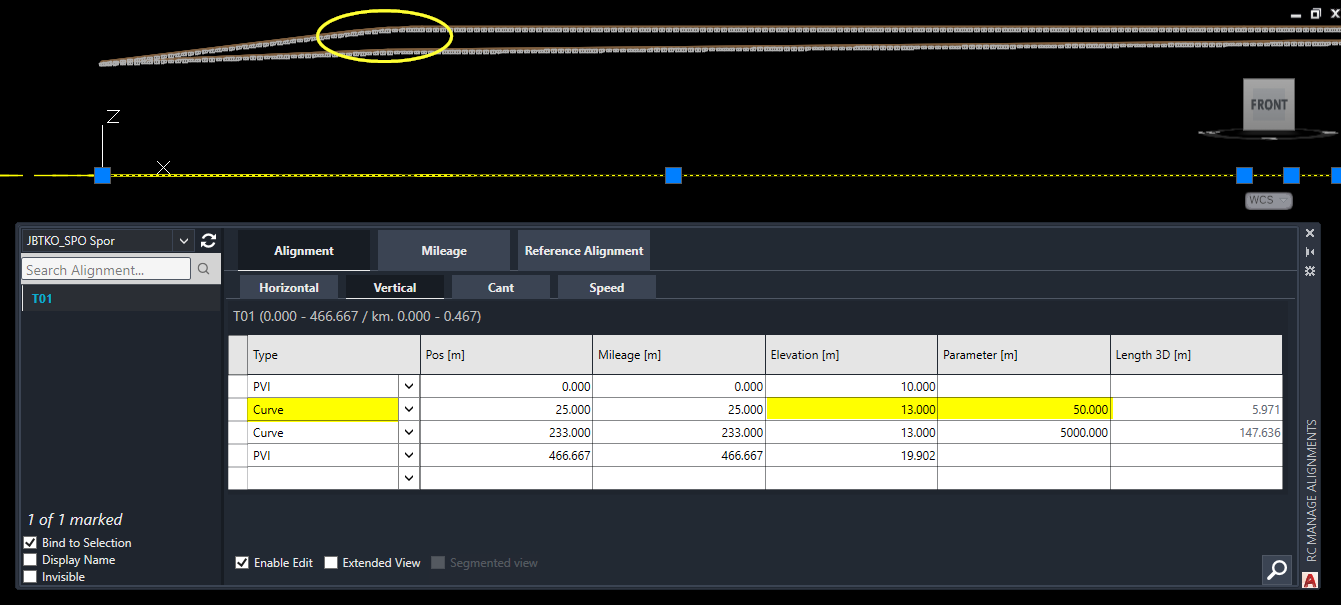 Z
X
FRONT
WCS
JBTKO_SPO Spor
Search Alignment...
T01
1 of 1 marked
Bind to Selection
Display Name
Invisible
Alignment Mileage Reference Alignment
Horizontal Vertical Cant Speed
T01 (0.000 - 466.667 / km. 0.000 - 0.467)
Type Pos [m] Mileage [m] Elevation [m] Parameter [m] Length 3D [m]
PVI 0.000 0.000 10.000
Curve 25.000 25.000 13.000 50.000 5.971
Curve 233.000 233.000 13.000 5000.000 147.636
PVI 466.667 466.667 19.902
Enable Edit Extended View Segmented view
RC MANAGE ALIGNMENTS
A